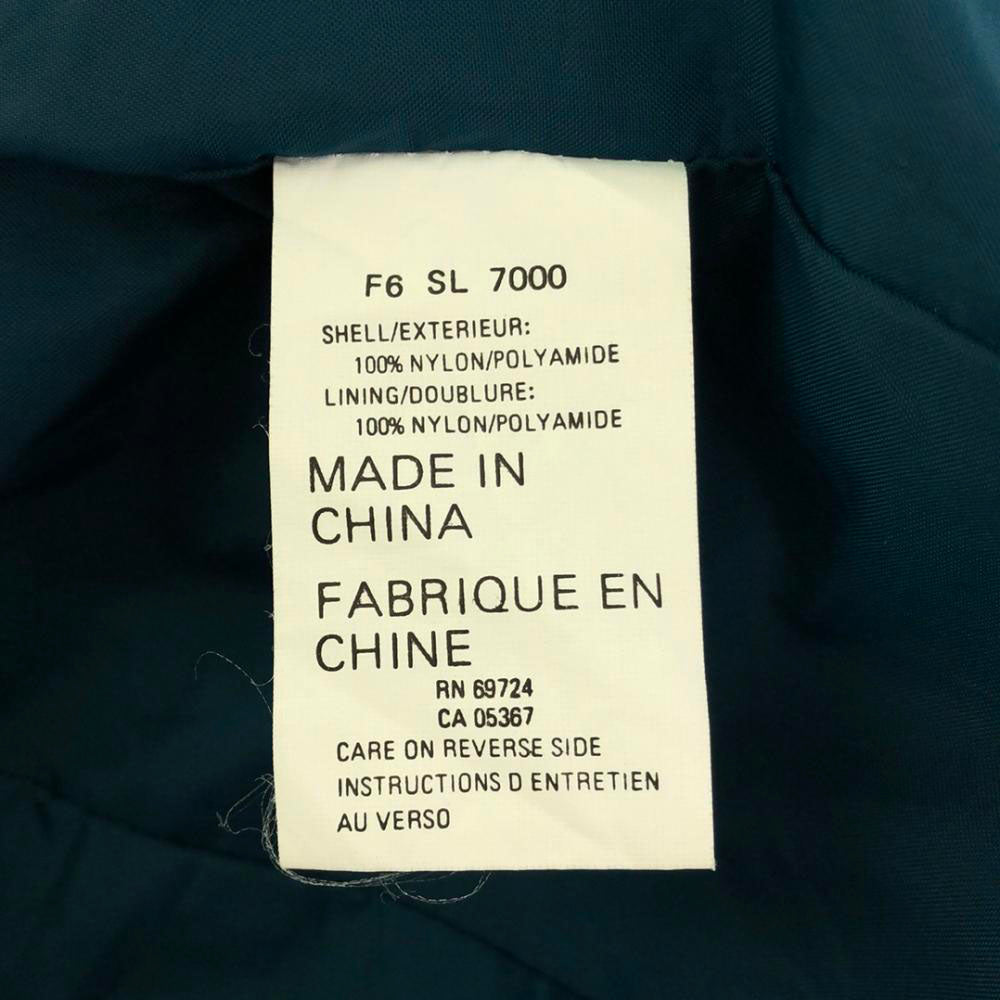 F6 SL 7000
SHELL/EXTERIEUR:
100% NYLON/POLYAMIDE
LINING/DOUBLURE:
100% NYLON/POLYAMIDE
MADE IN
CHINA
FABRIQUE EN
CHINE
RN 69724
CA 05367
CARE ON REVERSE SIDE
INSTRUCTIONS D ENTRETIEN
AU VERSO